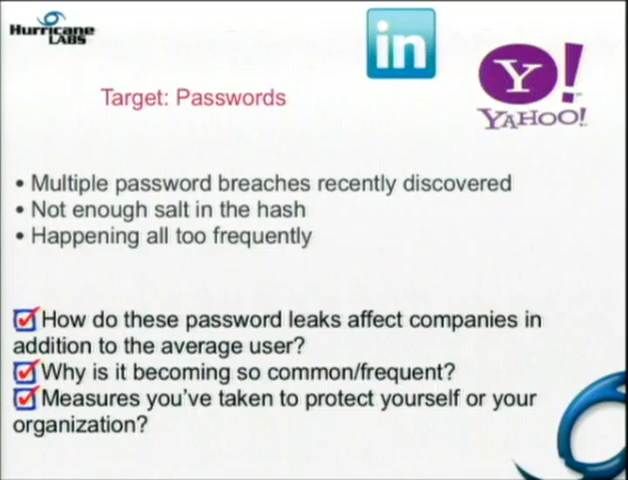 Hurricane
LABS
in
Y!
YAHOO!
Target: Passwords
• Multiple password breaches recently discovered
• Not enough salt in the hash
• Happening all too frequently
How do these password leaks affect companies in
addition to the average user?
Why is it becoming so common/frequent?
Measures you've taken to protect yourself or your
organization?